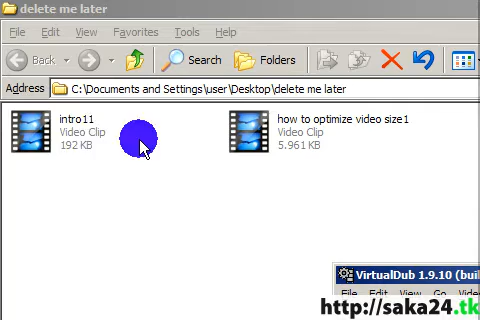 delete me later
File Edit View Favorites Tools Help
Back Search Folders
Address C:\Documents and Settings\user\Desktop\delete me later
intro11 how to optimize video size1
Video Clip Video Clip
192 KB 5.961 KB
VirtualDub 1.9.10 (buil
File Edit View Go Vide
http://saka24.tk